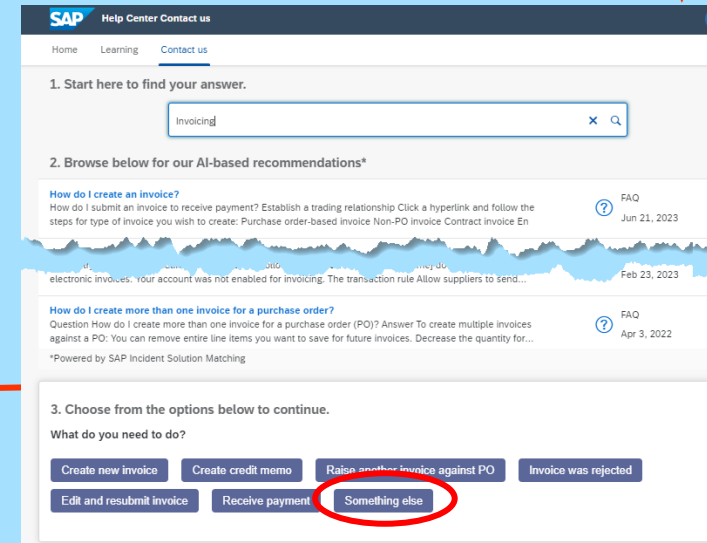 SAP Help Center Contact us
Home Learning Contact us
1. Start here to find your answer.
Invoicing
2. Browse below for our AI-based recommendations*
How do I create an invoice?
How do I submit an invoice to receive payment? Establish a trading relationship Click a hyperlink and follow the
steps for type of invoice you wish to create: Purchase order-based invoice Non-PO invoice Contract invoice En
FAQ
Jun 21, 2023
electronic invoices. Your account was not enabled for invoicing. The transaction rule Allow suppliers to send...
Feb 23, 2023
How do I create more than one invoice for a purchase order?
Question How do I create more than one invoice for a purchase order (PO)? Answer To create multiple invoices
against a PO: You can remove entire line items you want to save for future invoices. Decrease the quantity for...
FAQ
Apr 3, 2022
*Powered by SAP Incident Solution Matching
3. Choose from the options below to continue.
What do you need to do?
Create new invoice Create credit memo Raise another invoice against PO Invoice was rejected
Edit and resubmit invoice Receive payment Something else